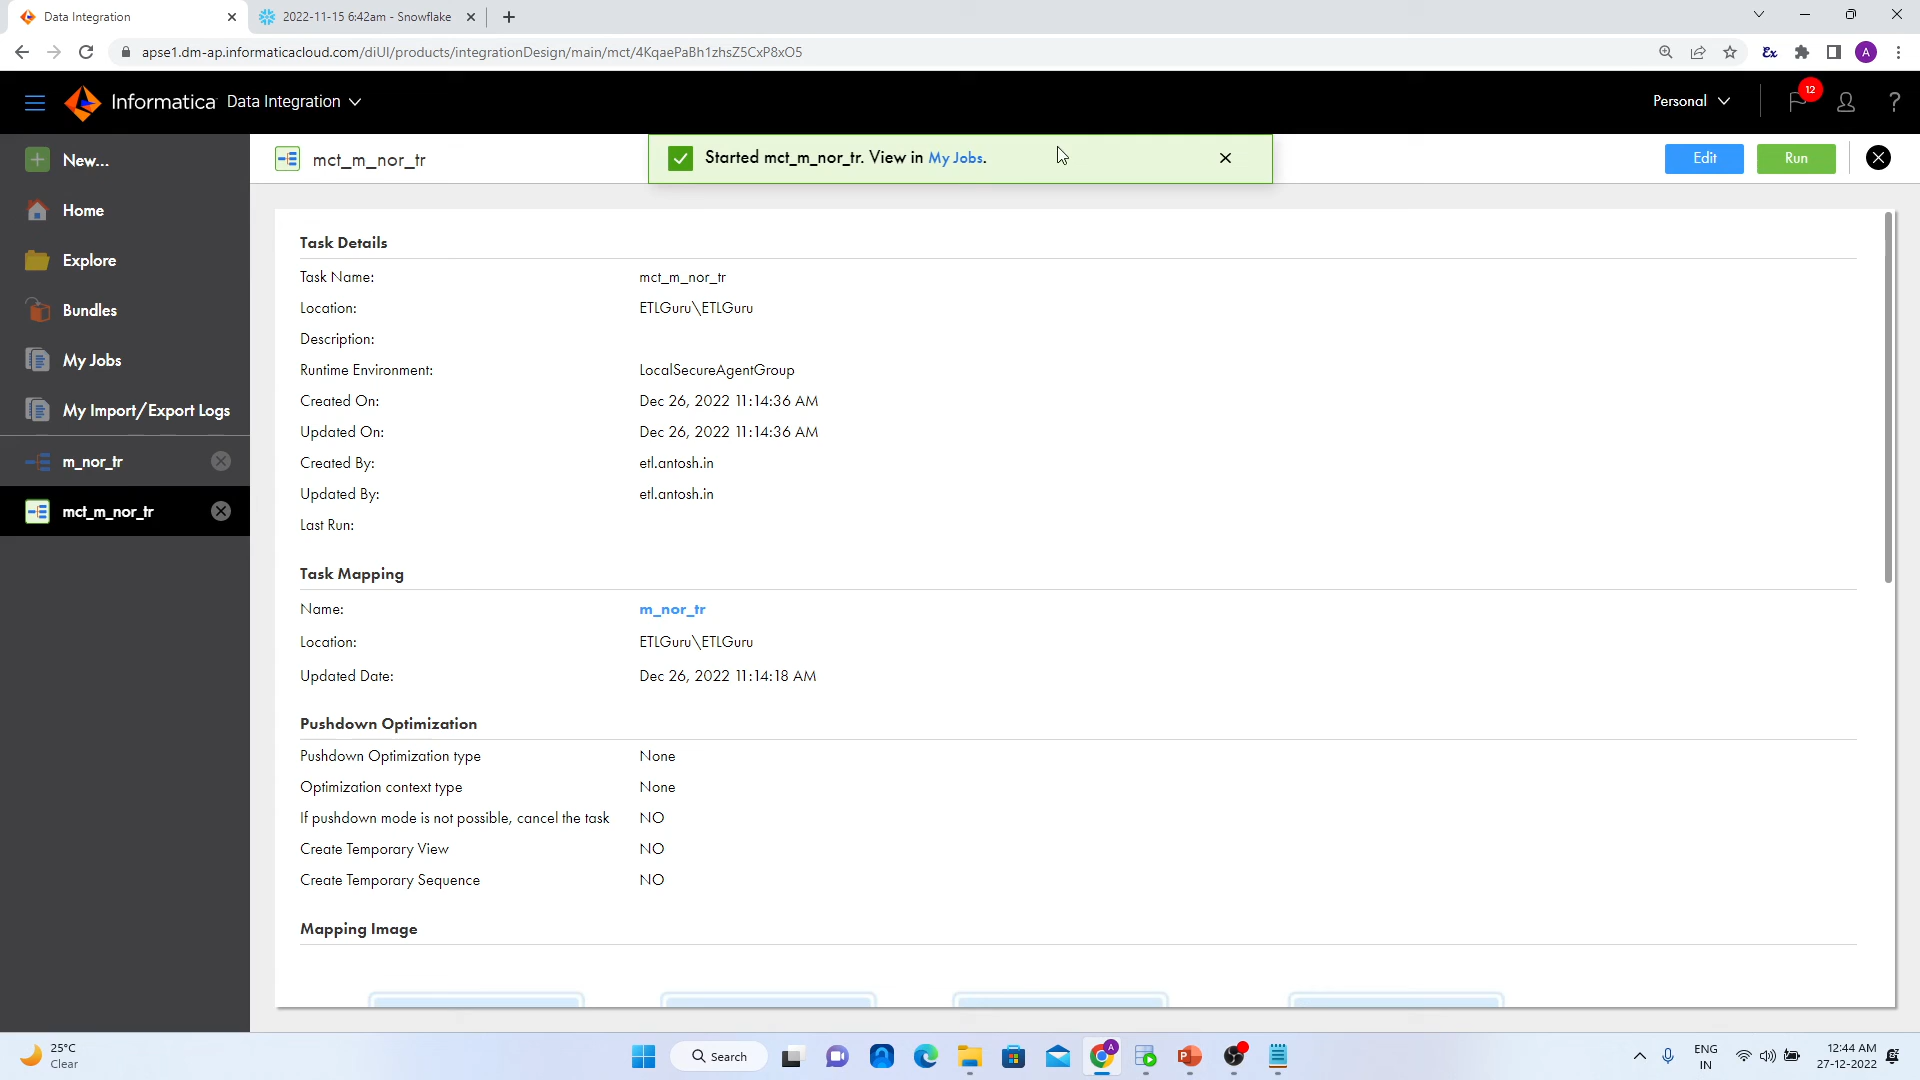 Data Integration
2022-11-15 6:42am - Snowflake
apse1.dm-ap.informaticacloud.com/diUI/products/integrationDesign/main/mct/4KqaePaBh1zhsZ5CxP8xO5
Ex
A
Informatica Data Integration
Personal
12
?
New...
Home
Explore
Bundles
My Jobs
My Import/Export Logs
m_nor_tr
mct_m_nor_tr
mct_m_nor_tr
Started mct_m_nor_tr. View in My Jobs.
Edit
Run
Task Details
Task Name: mct_m_nor_tr
Location: ETLGuru\ETLGuru
Description:
Runtime Environment: LocalSecureAgentGroup
Created On: Dec 26, 2022 11:14:36 AM
Updated On: Dec 26, 2022 11:14:36 AM
Created By: etl.antosh.in
Updated By: etl.antosh.in
Last Run:
Task Mapping
Name: m_nor_tr
Location: ETLGuru\ETLGuru
Updated Date: Dec 26, 2022 11:14:18 AM
Pushdown Optimization
Pushdown Optimization type None
Optimization context type None
If pushdown mode is not possible, cancel the task NO
Create Temporary View NO
Create Temporary Sequence NO
Mapping Image
25°C
Clear
Search
A
ENG
IN
12:44 AM
27-12-2022